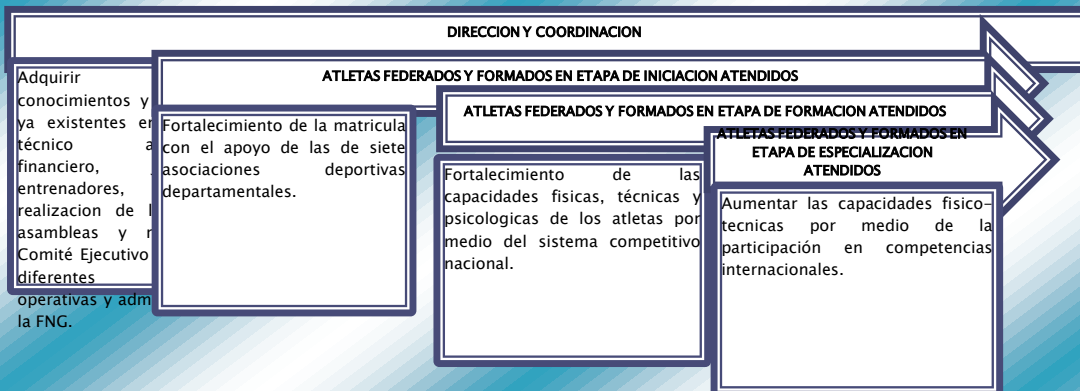 DIRECCION Y COORDINACION
Adquirir
conocimientos y
ya existentes en
técnico
financiero,
entrenadores,
realizacion de
asambleas y
Comité Ejecutivo
diferentes
operativas y
la FNG.
ATLETAS FEDERADOS Y FORMADOS EN ETAPA DE INICIACION ATENDIDOS
Fortalecimiento de la matricula
con el apoyo de las de siete
asociaciones deportivas
departamentales.
ATLETAS FEDERADOS Y FORMADOS EN ETAPA DE FORMACION ATENDIDOS
Fortalecimiento de las
capacidades fisicas, técnicas y
psicologicas de los atletas por
medio del sistema competitivo
nacional.
ATLETAS FEDERADOS Y FORMADOS EN
ETAPA DE ESPECIALIZACION
ATENDIDOS
Aumentar las capacidades fisico-
tecnicas por medio de la
participación en competencias
internacionales.